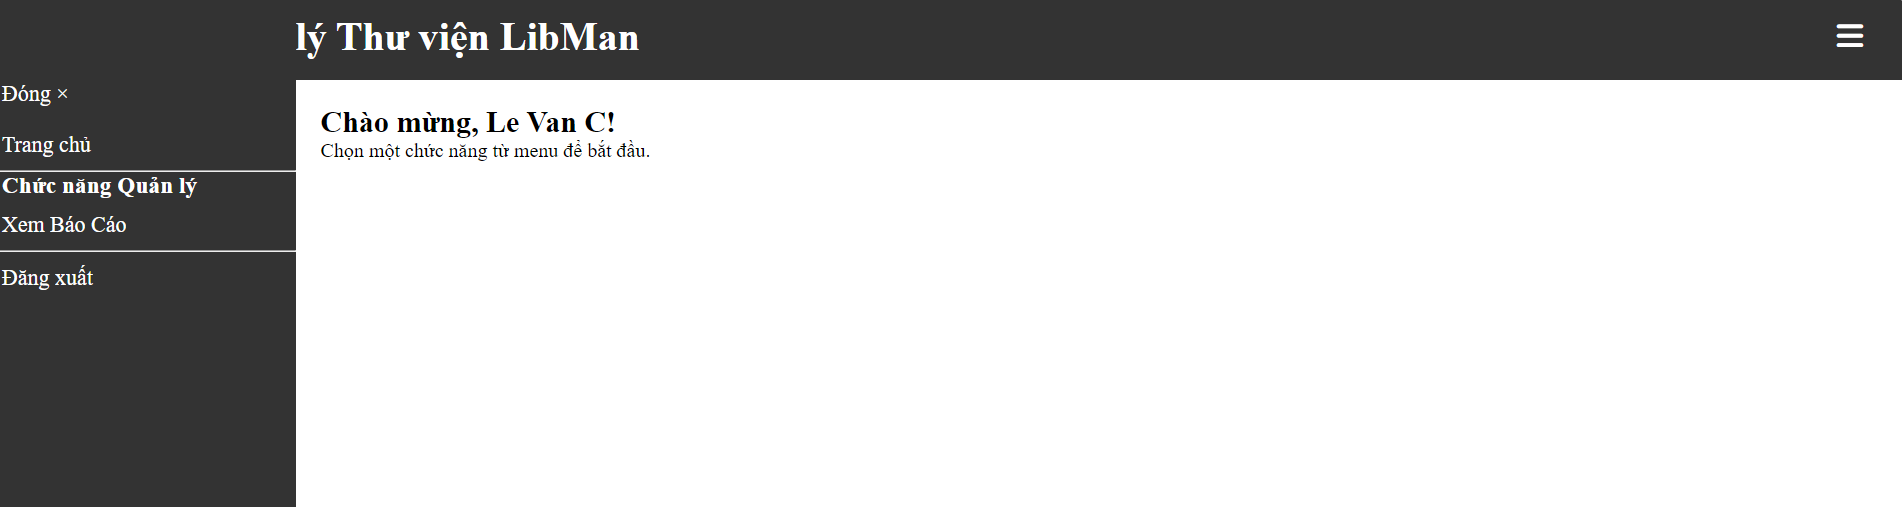 lý Thư viện LibMan
Đóng ×
Trang chủ
Chức năng Quản lý
Xem Báo Cáo
Đăng xuất
Chào mừng, Le Van C!
Chọn một chức năng từ menu để bắt đầu.